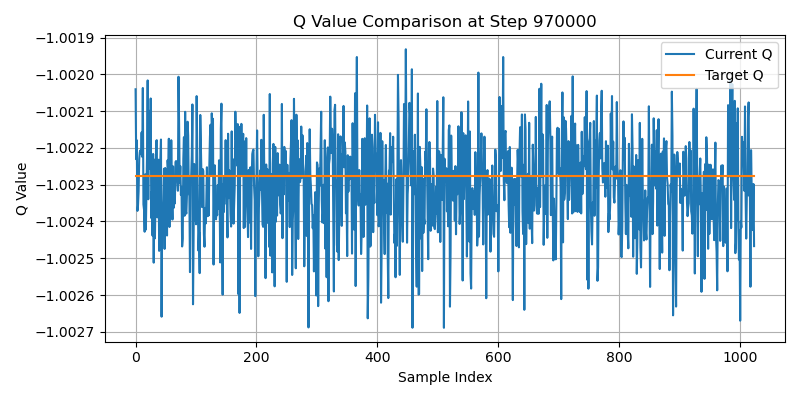 Q Value Comparison at Step 970000
−1.0019
−1.0020
−1.0021
−1.0022
−1.0023
−1.0024
−1.0025
−1.0026
−1.0027
Q Value
Current Q
Target Q
0 200 400 600 800 1000
Sample Index